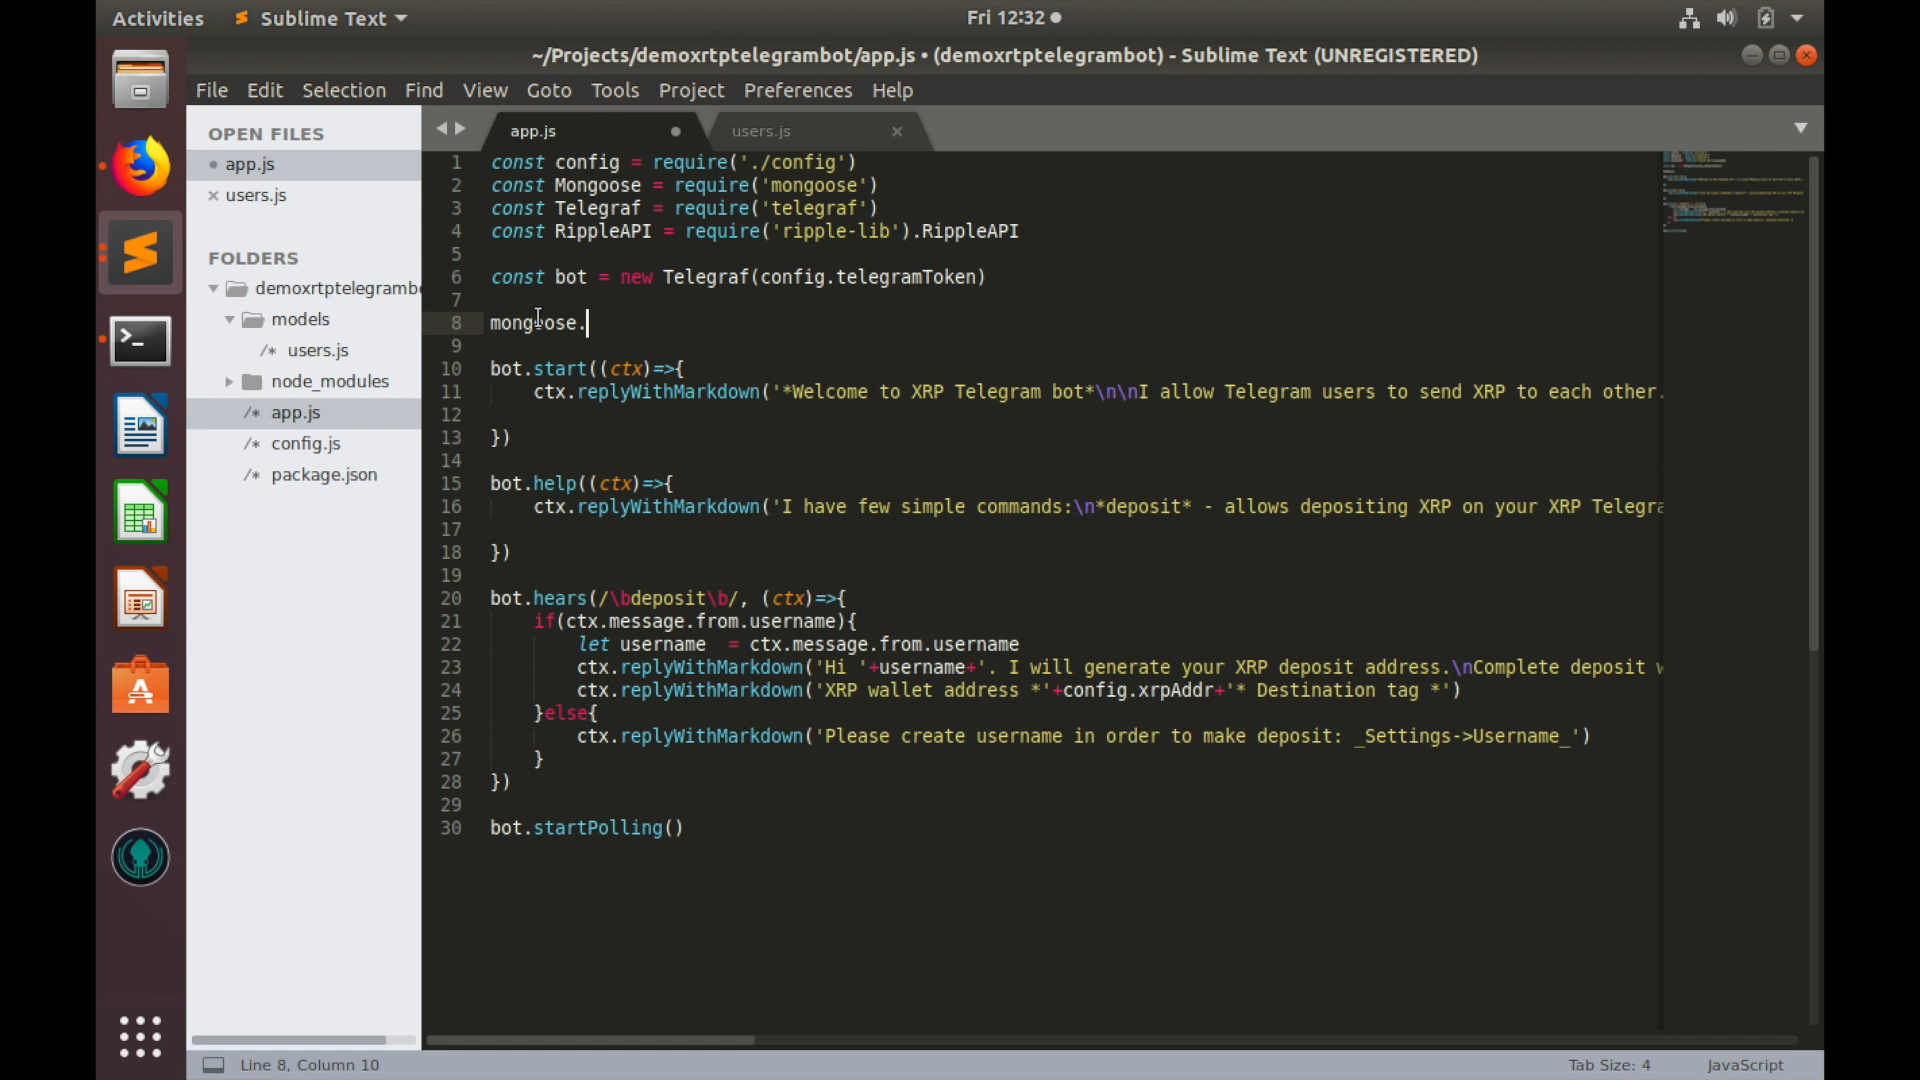 Activities Sublime Text Fri 12:32
~/Projects/demoxrtptelegrambot/app.js • (demoxrtptelegrambot) - Sublime Text (UNREGISTERED)
File Edit Selection Find View Goto Tools Project Preferences Help
OPEN FILES
app.js
users.js
FOLDERS
demoxrtptelegrambo
models
/* users.js
node_modules
/* app.js
/* config.js
/* package.json
app.js users.js
1 const config = require('./config')
2 const Mongoose = require('mongoose')
3 const Telegraf = require('telegraf')
4 const RippleAPI = require('ripple-lib').RippleAPI
5
6 const bot = new Telegraf(config.telegramToken)
7
8 mongoose.
9
10 bot.start((ctx)=>{
11 ctx.replyWithMarkdown('*Welcome to XRP Telegram bot*\n\nI allow Telegram users to send XRP to each other.
12
13 })
14
15 bot.help((ctx)=>{
16 ctx.replyWithMarkdown('I have few simple commands:\n*deposit* - allows depositing XRP on your XRP Telegra
17
18 })
19
20 bot.hears(/\bdeposit\b/, (ctx)=>{
21 if(ctx.message.from.username){
22 let username  = ctx.message.from.username
23 ctx.replyWithMarkdown('Hi '+username+'. I will generate your XRP deposit address.\nComplete deposit w
24 ctx.replyWithMarkdown('XRP wallet address *'+config.xrpAddr+'* Destination tag *')
25 }else{
26 ctx.replyWithMarkdown('Please create username in order to make deposit: _Settings->Username_')
27 }
28 })
29
30 bot.startPolling()
Line 8, Column 10 Tab Size: 4 JavaScript